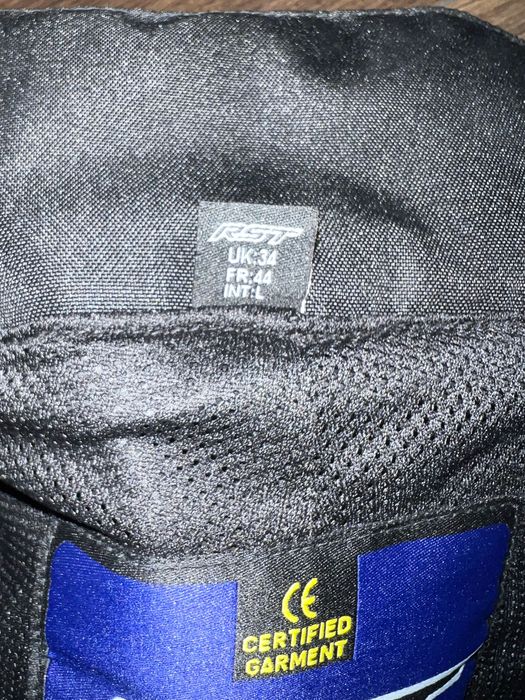 RST
UK:34
FR:44
INT:L
CE
CERTIFIED
GARMENT